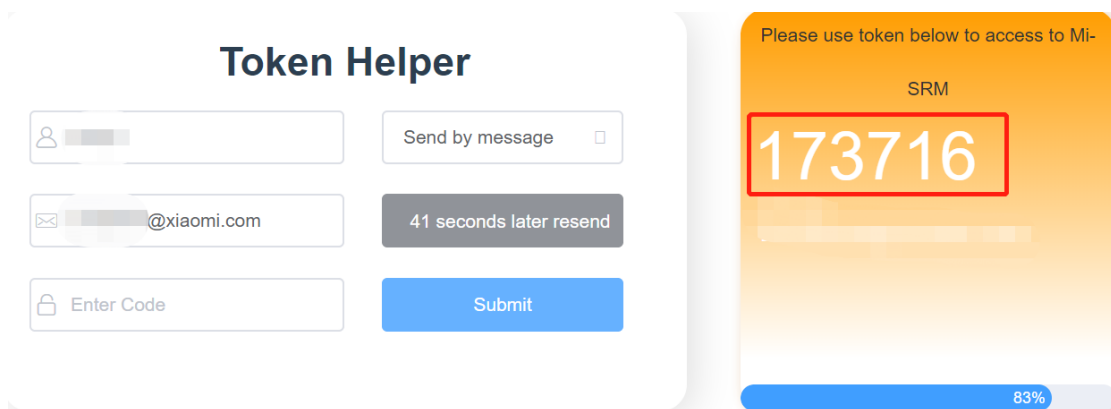 Token Helper
Send by message
@xiaomi.com
41 seconds later resend
Enter Code
Submit
Please use token below to access to Mi-
SRM
173716
83%